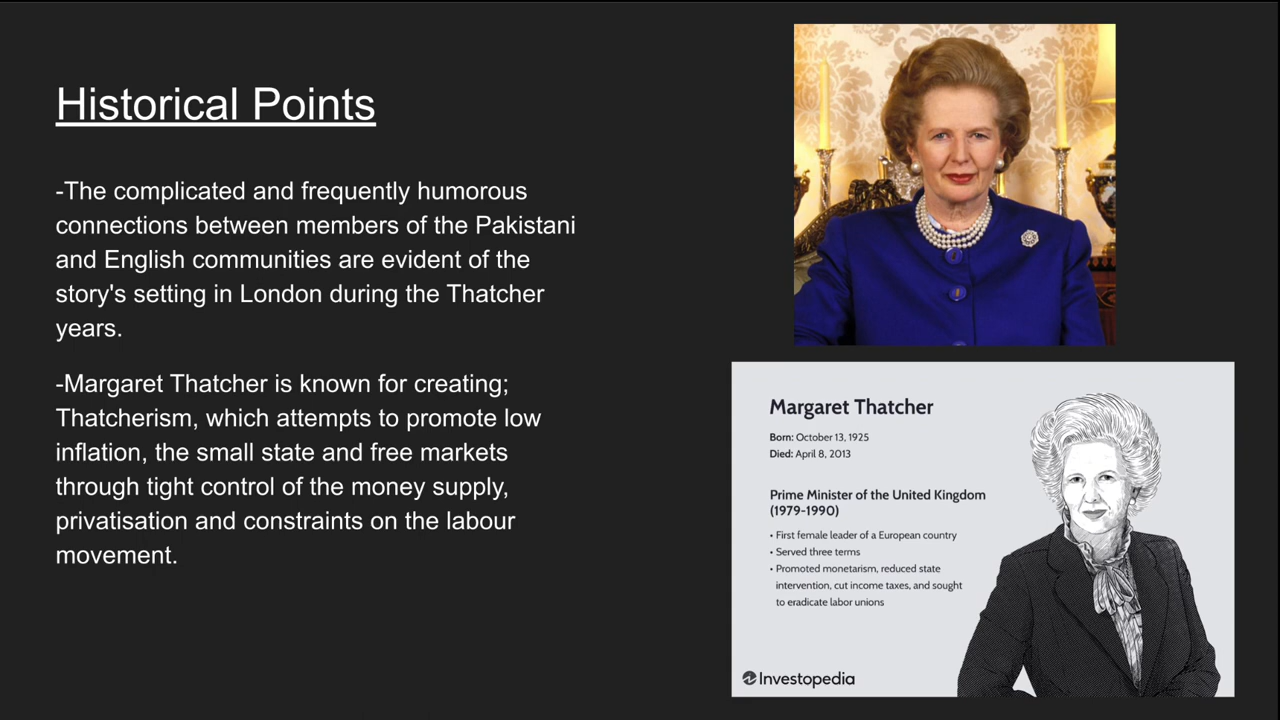 Historical Points
-The complicated and frequently humorous
connections between members of the Pakistani
and English communities are evident of the
story's setting in London during the Thatcher
years.
-Margaret Thatcher is known for creating;
Thatcherism, which attempts to promote low
inflation, the small state and free markets
through tight control of the money supply,
privatisation and constraints on the labour
movement.
Margaret Thatcher
Born: October 13, 1925
Died: April 8, 2013
Prime Minister of the United Kingdom
(1979-1990)
• First female leader of a European country
• Served three terms
• Promoted monetarism, reduced state
intervention, cut income taxes, and sought
to eradicate labor unions
Investopedia